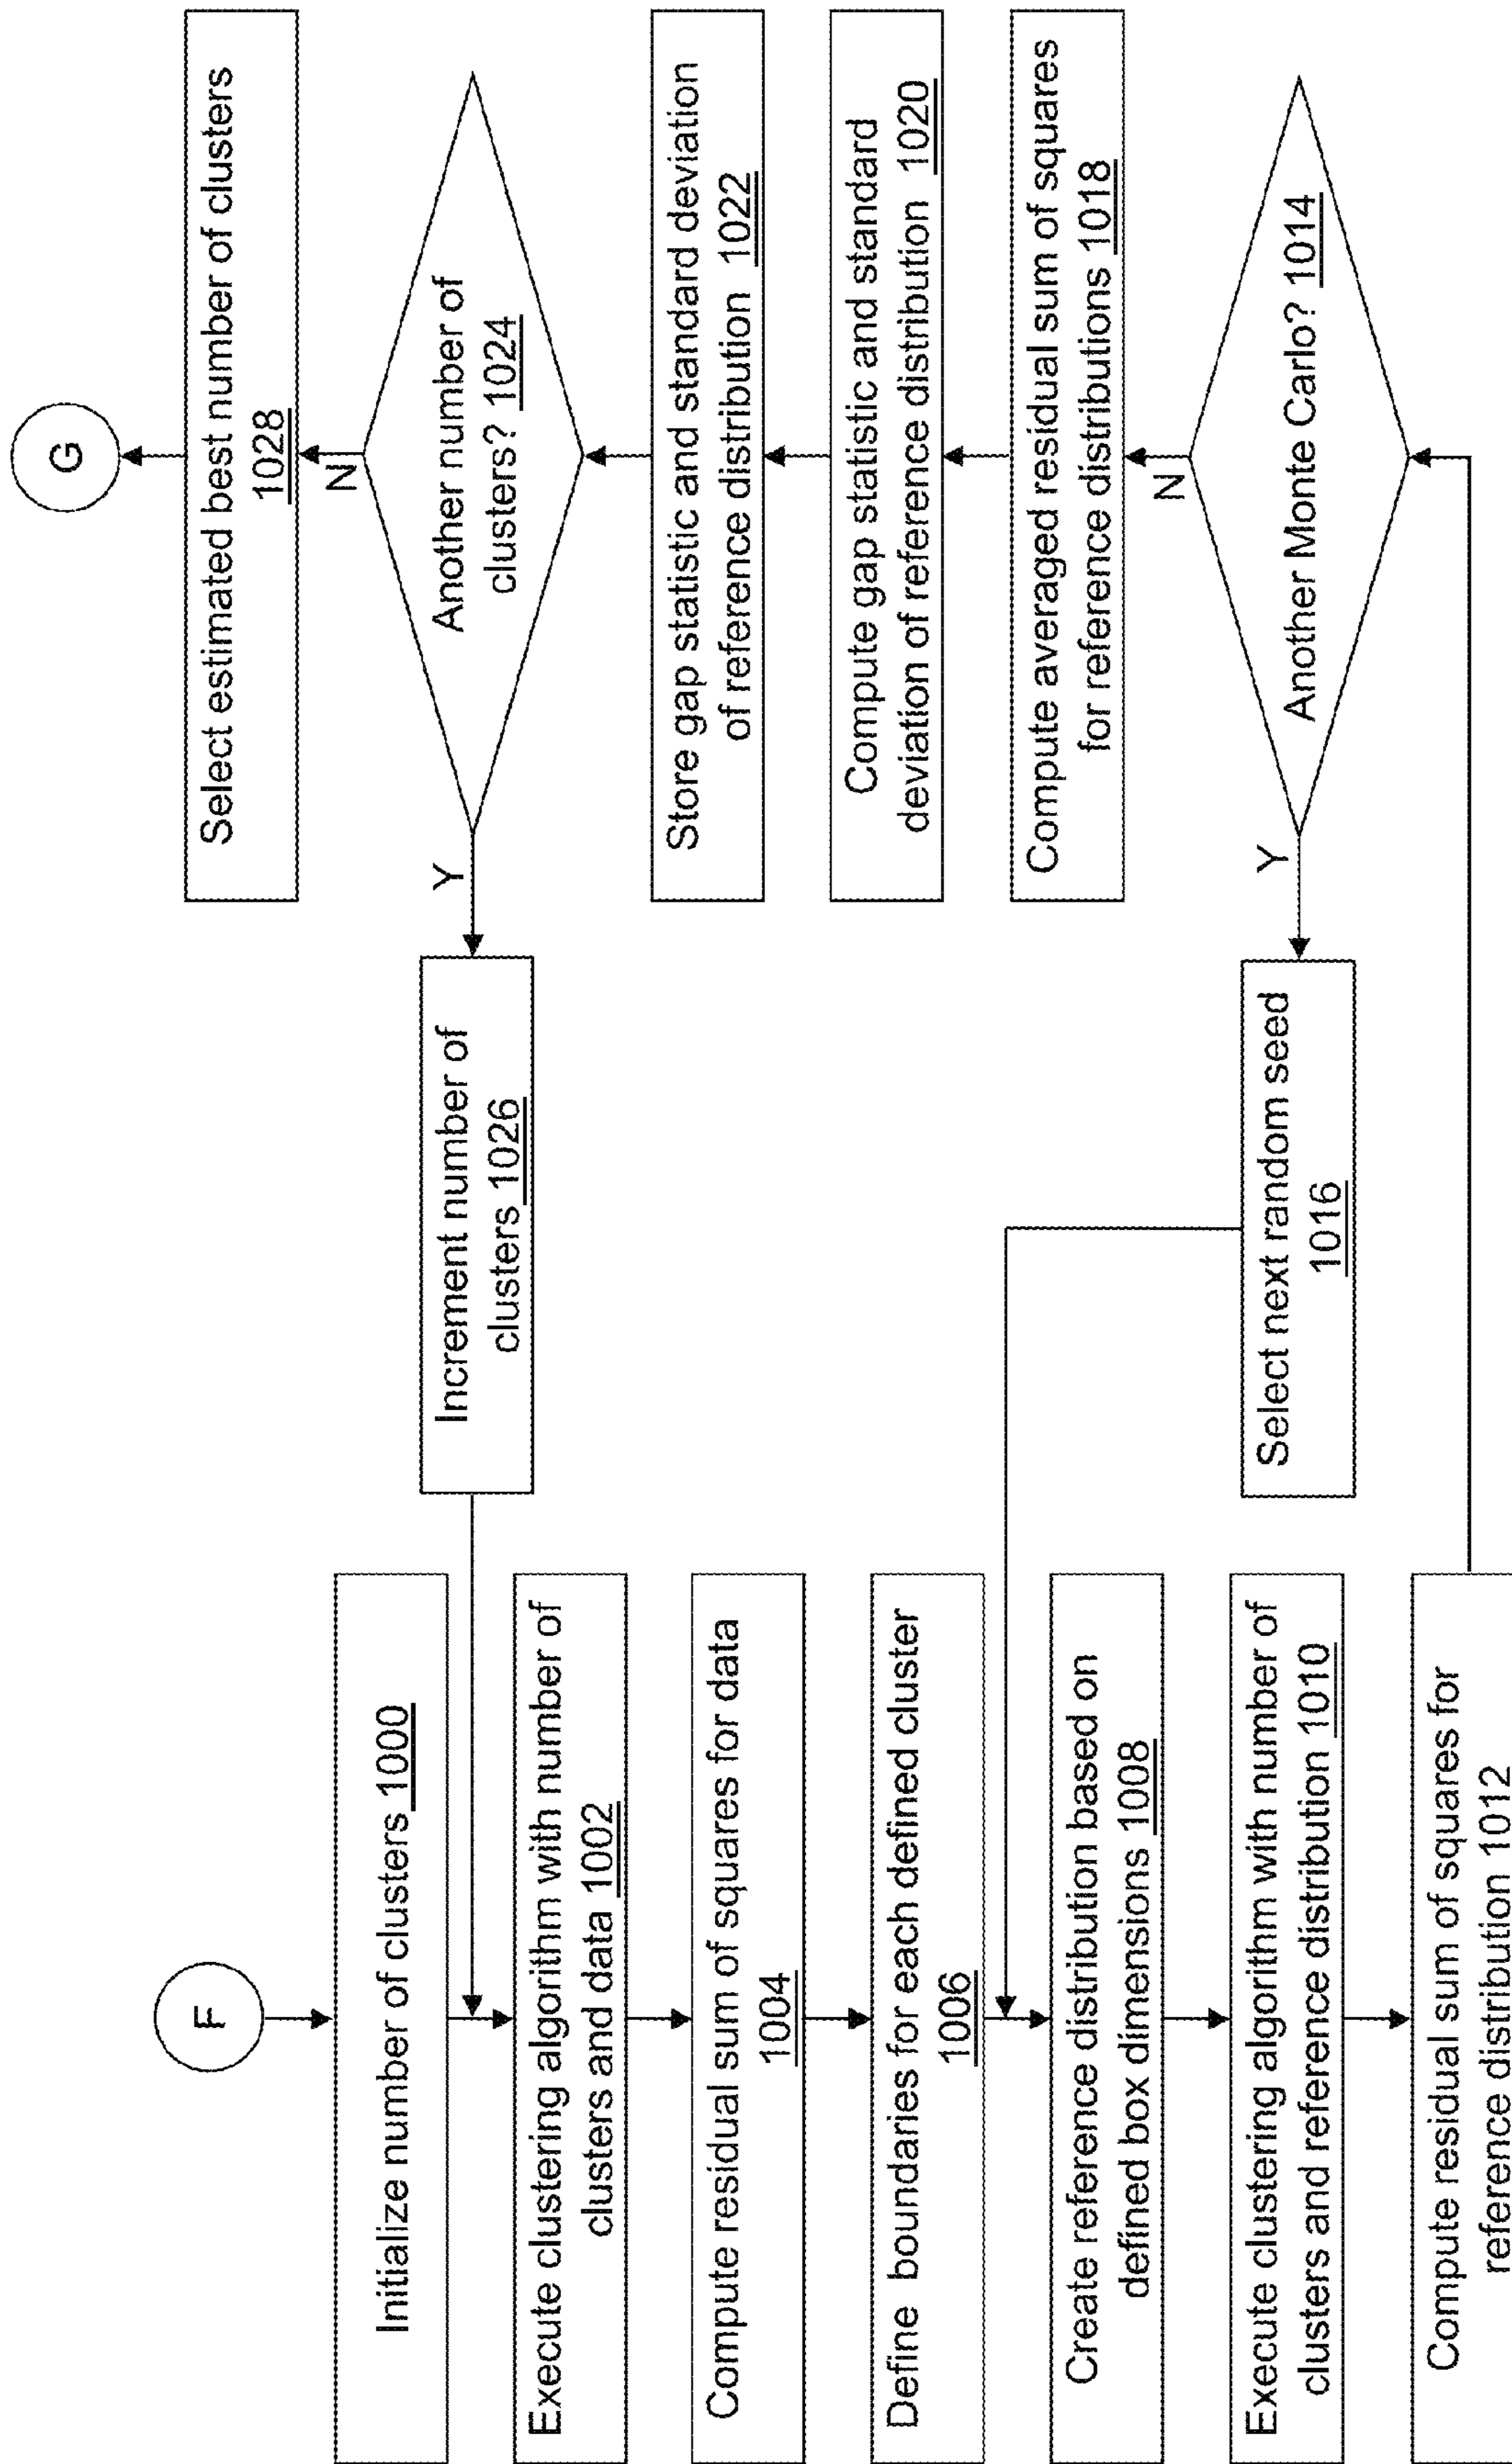 F
Initialize number of clusters 1000
Execute clustering algorithm with number of
clusters and data 1002
Compute residual sum of squares for data
1004
Define boundaries for each defined cluster
1006
Create reference distribution based on
defined box dimensions 1008
Execute clustering algorithm with number of
clusters and reference distribution 1010
Compute residual sum of squares for
reference distribution 1012
Increment number of
clusters 1026
Select next random seed
1016
G
Select estimated best number of clusters
1028
N
Another number of
clusters? 1024
Y
Store gap statistic and standard deviation
of reference distribution 1022
Compute gap statistic and standard
deviation of reference distribution 1020
Compute averaged residual sum of squares
for reference distributions 1018
N
Another Monte Carlo? 1014
Y